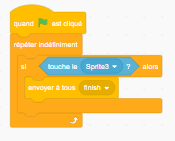 quand est cliqué
répéter indéfiniment
si touche le Sprite3 ? alors
envoyer à tous finish